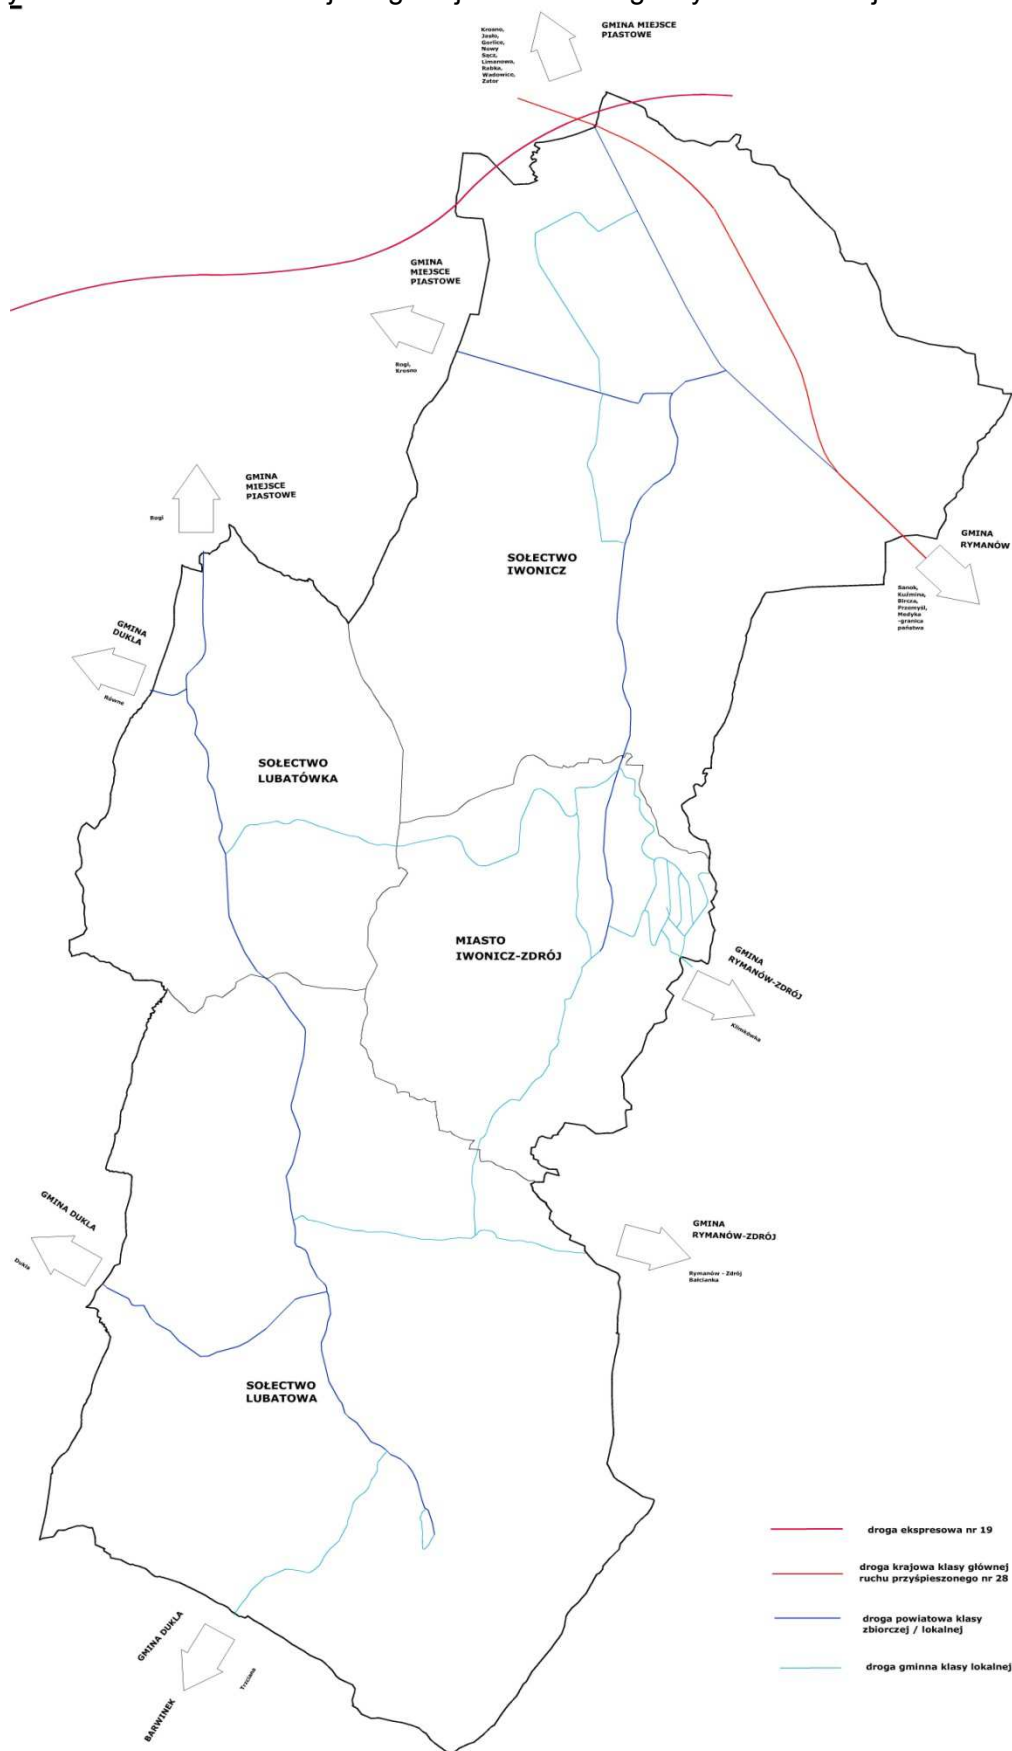 Krosno,
Jasło,
Gorlice,
Nowy
Sącz,
Limanowa,
Rabka,
Wadowice,
Zator
GMINA MIEJSCE
PIASTOWE
GMINA
MIEJSCE
PIASTOWE
Rogi,
Krosno
GMINA
MIEJSCE
PIASTOWE
Rogi
SOŁECTWO
IWONICZ
GMINA
RYMANÓW
Sanok,
Kuźmina,
Bircza,
Przemyśl,
Medyka
-granica
państwa
GMINA
DUKLA
Równe
SOŁECTWO
LUBATÓWKA
MIASTO
IWONICZ-ZDRÓJ
GMINA
RYMANÓW-ZDRÓJ
Klimkówka
GMINA DUKLA
Dukla
GMINA
RYMANÓW-ZDRÓJ
Rymanów - Zdrój
Bałcianka
SOŁECTWO
LUBATOWA
droga ekspresowa nr 19
droga krajowa klasy głównej
ruchu przyśpieszonego nr 28
droga powiatowa klasy
zbiorczej / lokalnej
droga gminna klasy lokalnej
GMINA DUKLA
BARWINEK
Trzciana